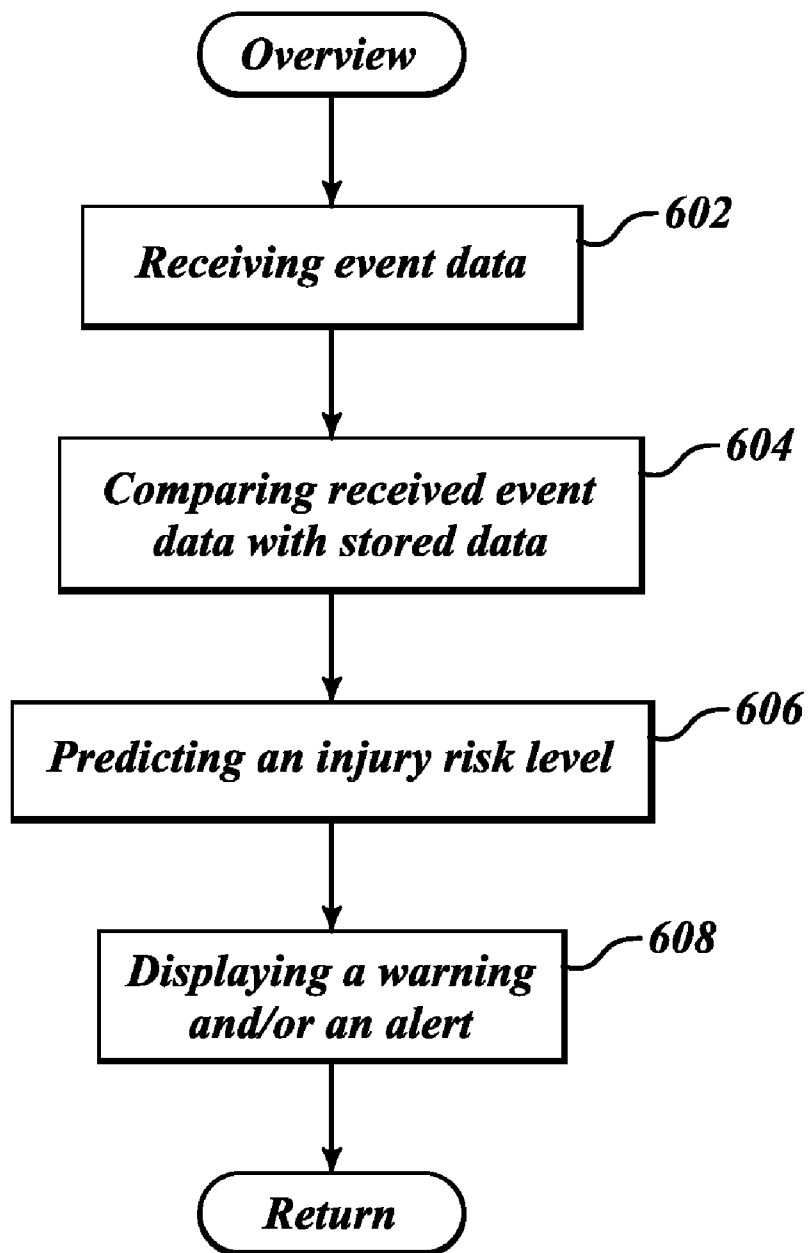 Overview
602
Receiving event data
604
Comparing received event
data with stored data
606
Predicting an injury risk level
608
Displaying a warning
and/or an alert
Return